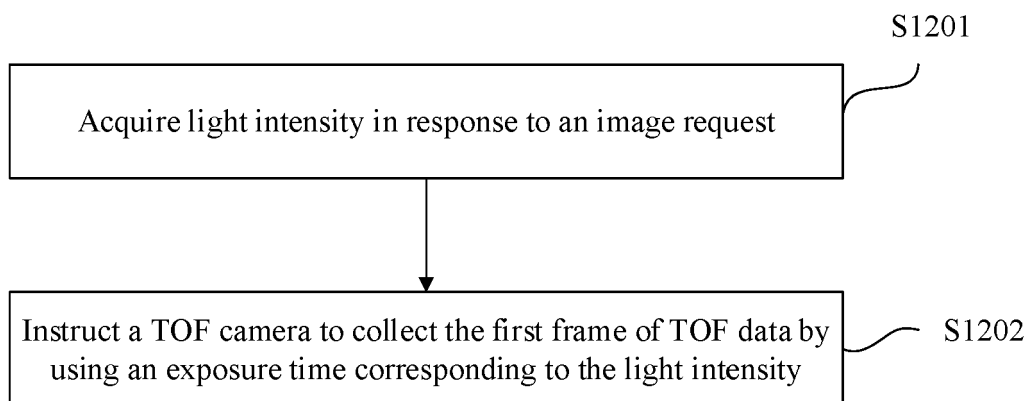 S1201
Acquire light intensity in response to an image request
Instruct a TOF camera to collect the first frame of TOF data by
using an exposure time corresponding to the light intensity
S1202